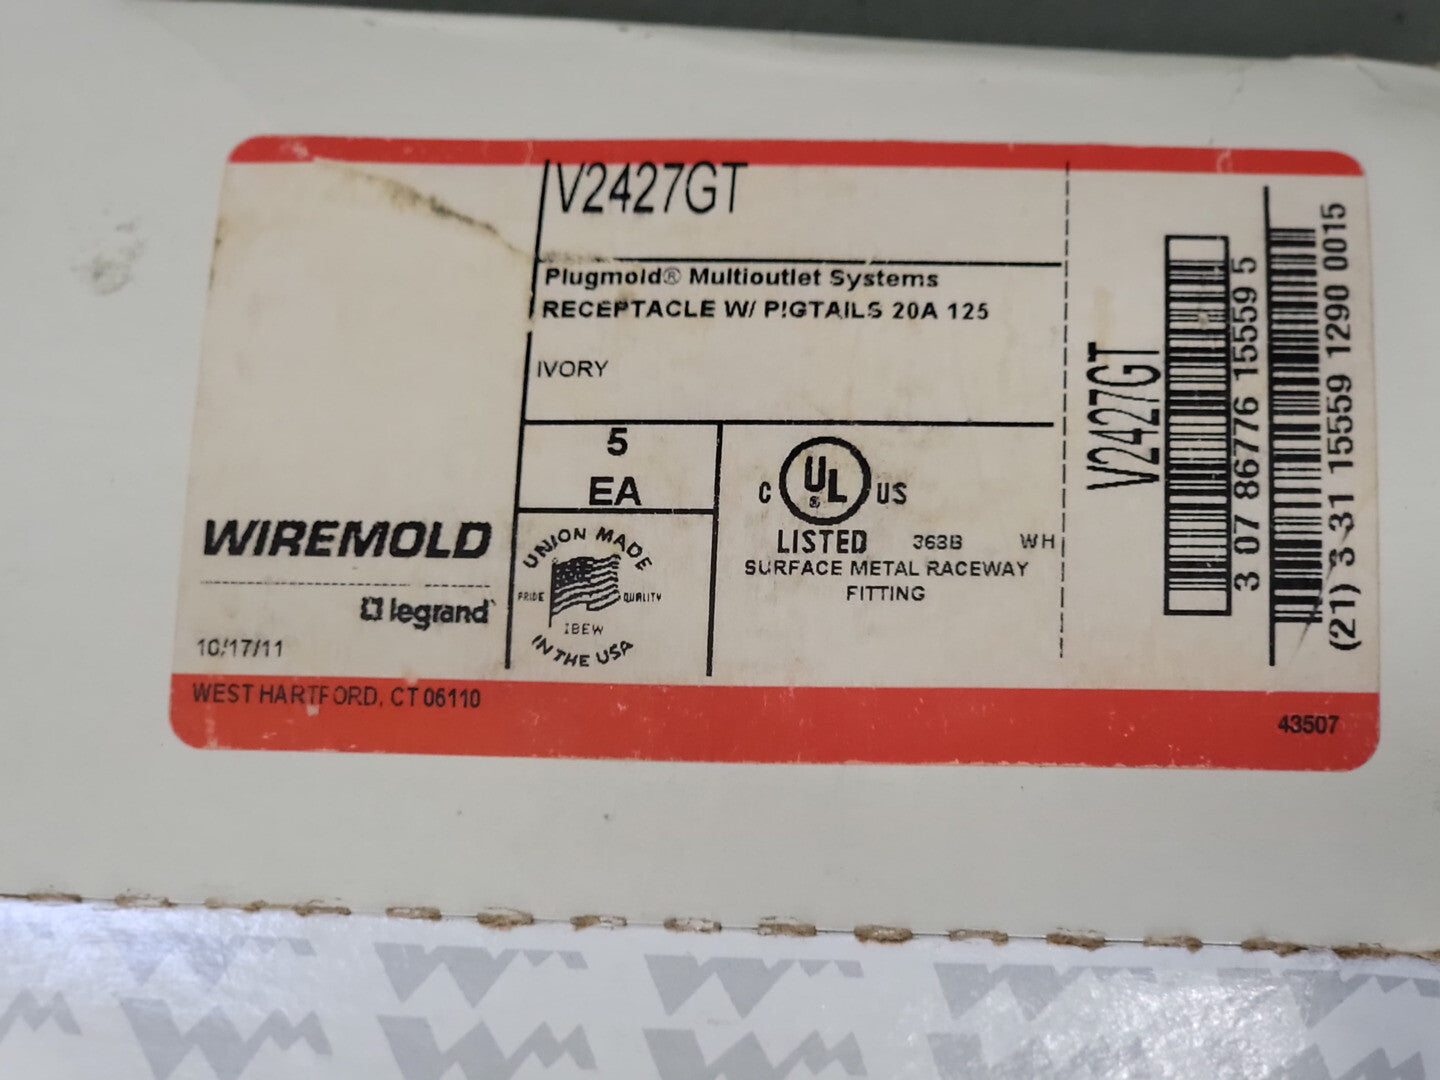 V2427GT
Plugmold® Multioutlet Systems
RECEPTACLE W/ PIGTAILS 20A 125
IVORY
5
EA
WIREMOLD
legrand
10/17/11
UNION MADE
PRIDE QUALITY
IBEW
IN THE USA
C UL US
®
LISTED 363B WH
SURFACE METAL RACEWAY
FITTING
WEST HARTFORD, CT 06110
43507
V2427GT
3 07 86776 15559 5
(21) 3 31 15559 1290 0015